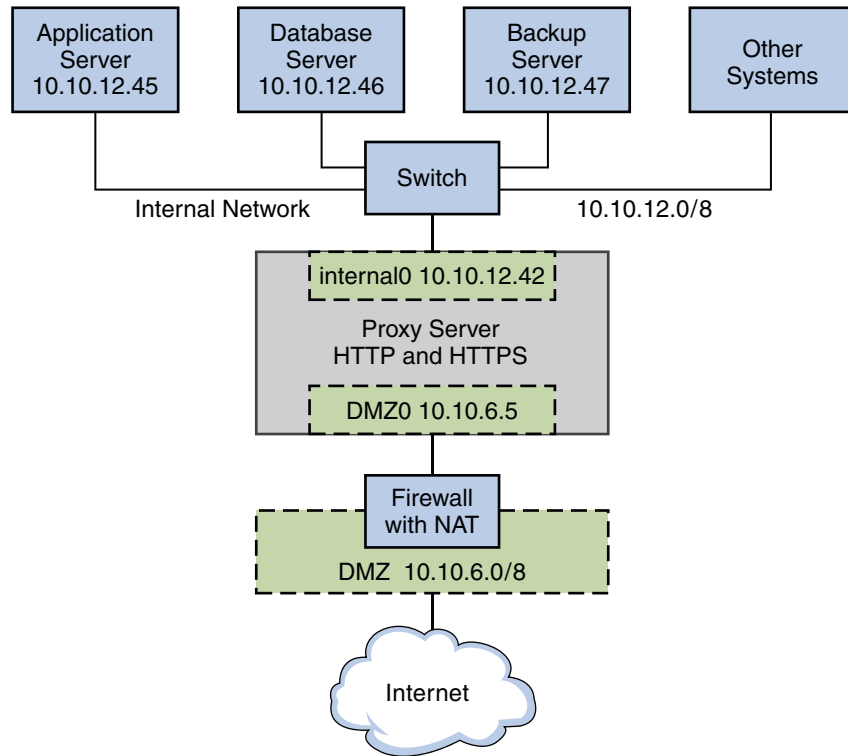 Application
Server
10.10.12.45
Database
Server
10.10.12.46
Backup
Server
10.10.12.47
Other
Systems
Switch
Internal Network
10.10.12.0/8
internal0 10.10.12.42
Proxy Server
HTTP and HTTPS
DMZ0 10.10.6.5
Firewall
with NAT
DMZ 10.10.6.0/8
Internet